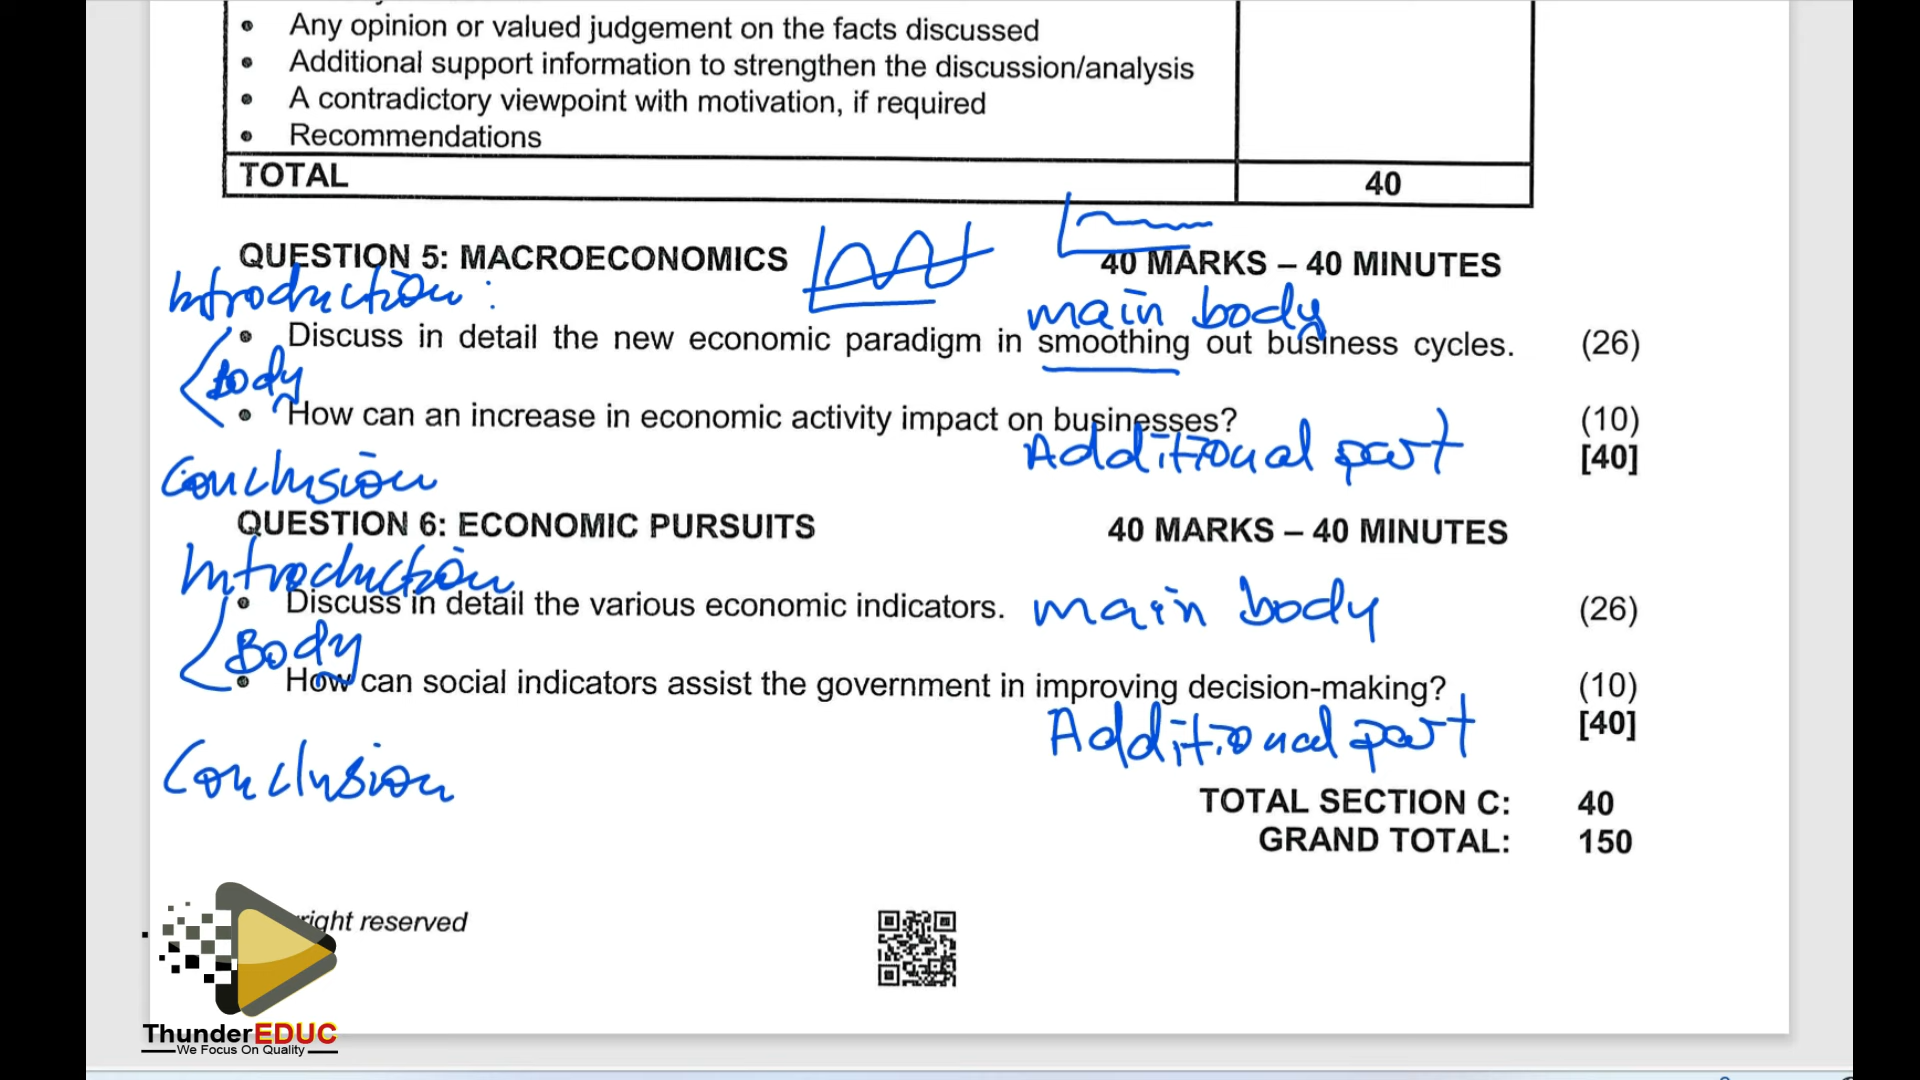 • Any opinion or valued judgement on the facts discussed
• Additional support information to strengthen the discussion/analysis
• A contradictory viewpoint with motivation, if required
• Recommendations
TOTAL 40
QUESTION 5: MACROECONOMICS 40 MARKS – 40 MINUTES
Introduction :
main body
• Discuss in detail the new economic paradigm in smoothing out business cycles. (26)
Body
• How can an increase in economic activity impact on businesses? (10)
Additional part [40]
Conclusion
QUESTION 6: ECONOMIC PURSUITS 40 MARKS – 40 MINUTES
Introduction
• Discuss in detail the various economic indicators. main body (26)
Body
• How can social indicators assist the government in improving decision-making? (10)
Additional part [40]
Conclusion
TOTAL SECTION C: 40
GRAND TOTAL: 150
right reserved
ThunderEDUC
We Focus On Quality